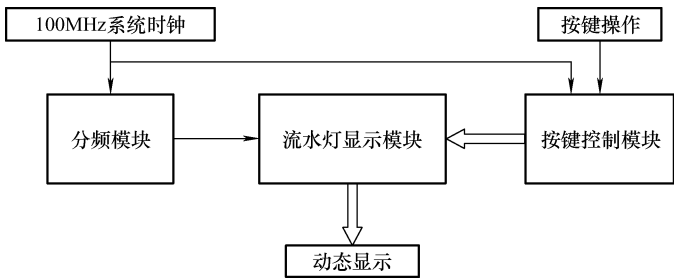 100MHz系统时钟
按键操作
分频模块
流水灯显示模块
按键控制模块
动态显示